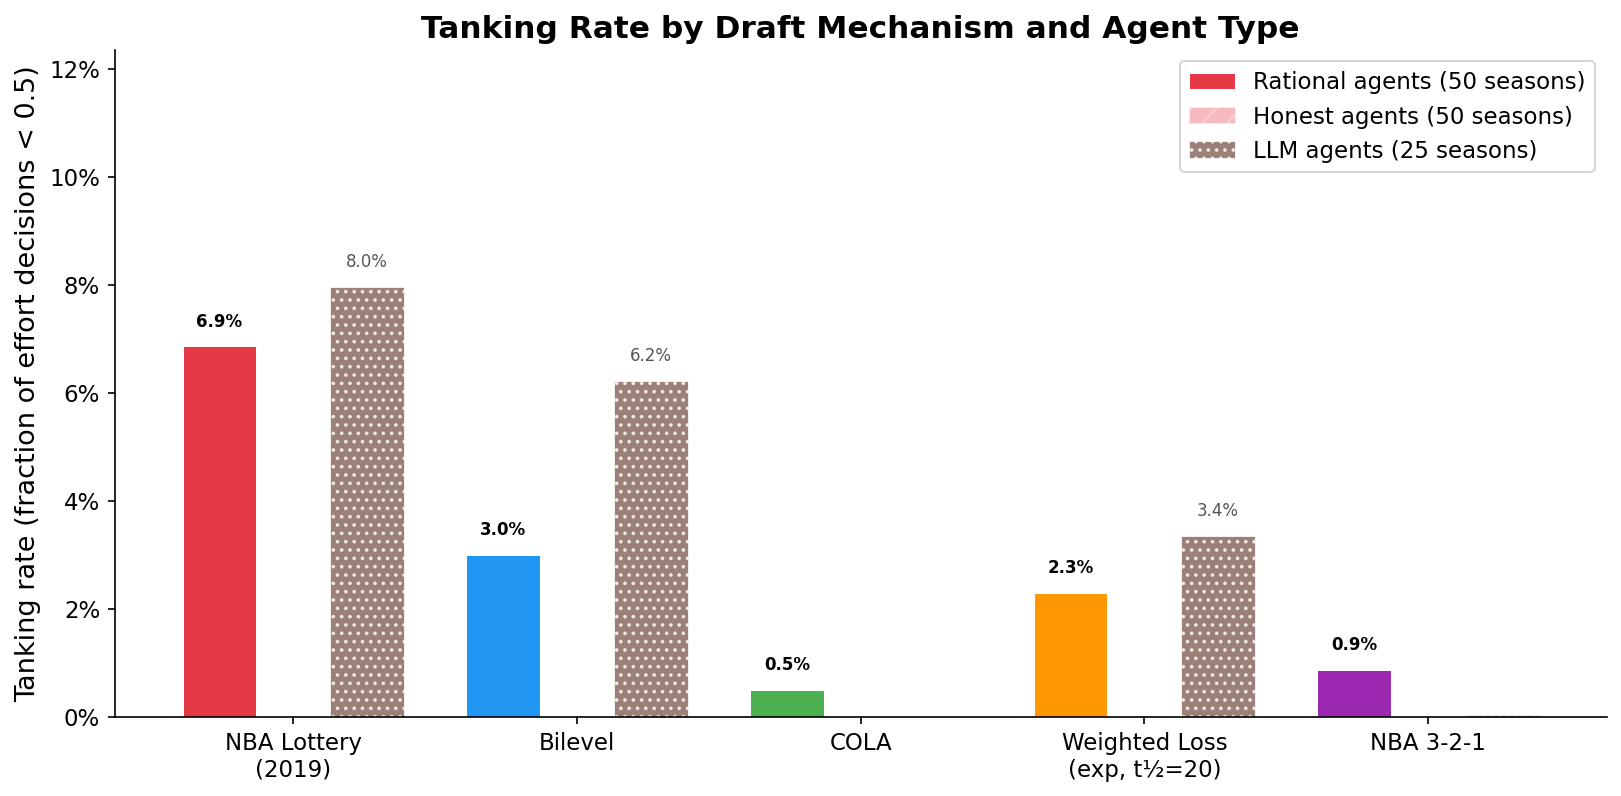 Tanking Rate by Draft Mechanism and Agent Type
Tanking rate (fraction of effort decisions < 0.5)
12%
10%
8%
6%
4%
2%
0%
Rational agents (50 seasons)
Honest agents (50 seasons)
LLM agents (25 seasons)
6.9%
8.0%
3.0%
6.2%
0.5%
2.3%
3.4%
0.9%
NBA Lottery
(2019)
Bilevel
COLA
Weighted Loss
(exp, t½=20)
NBA 3-2-1